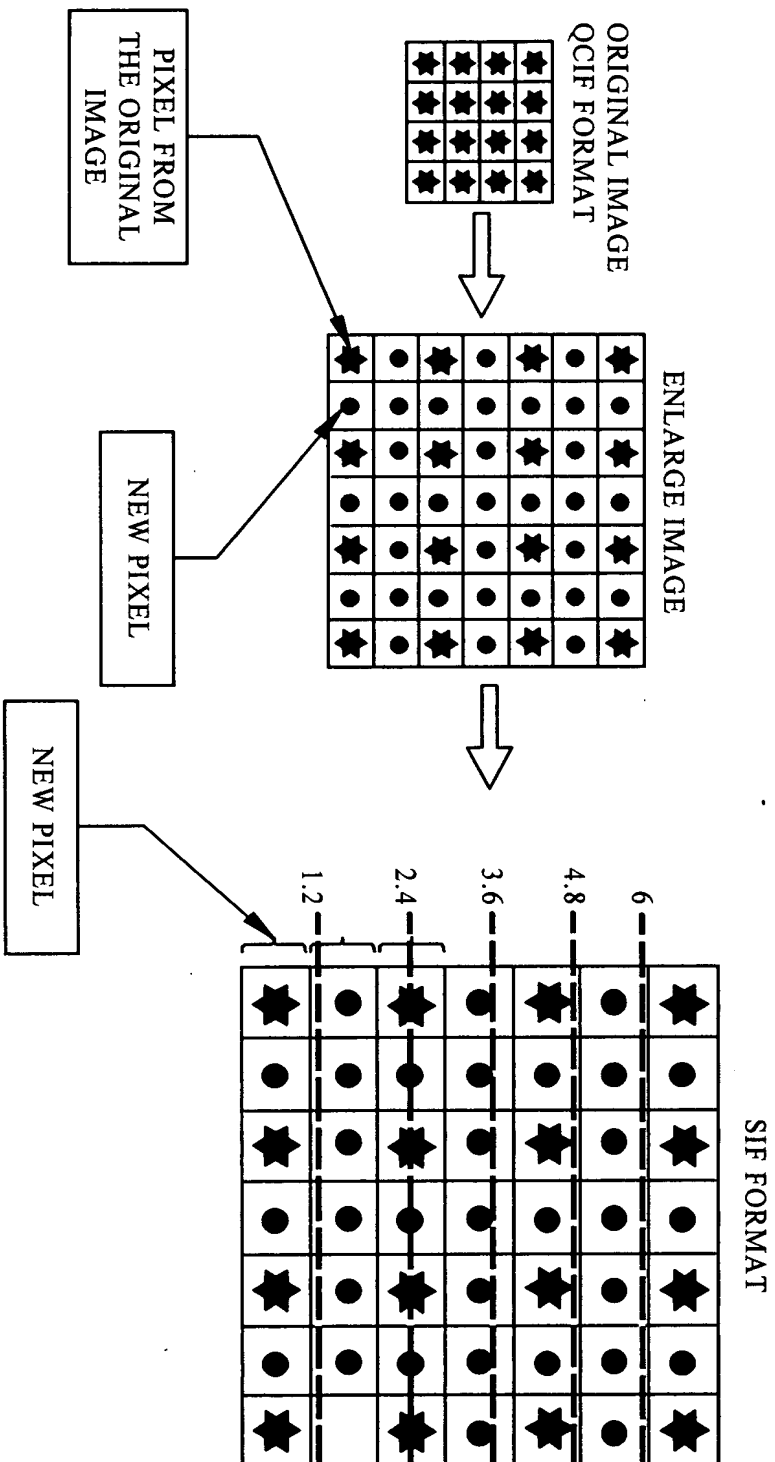 ORIGINAL IMAGE
QCIF FORMAT
ENLARGE IMAGE
SIF FORMAT
PIXEL FROM
THE ORIGINAL
IMAGE
NEW PIXEL
NEW PIXEL
1.2
2.4
3.6
4.8
6